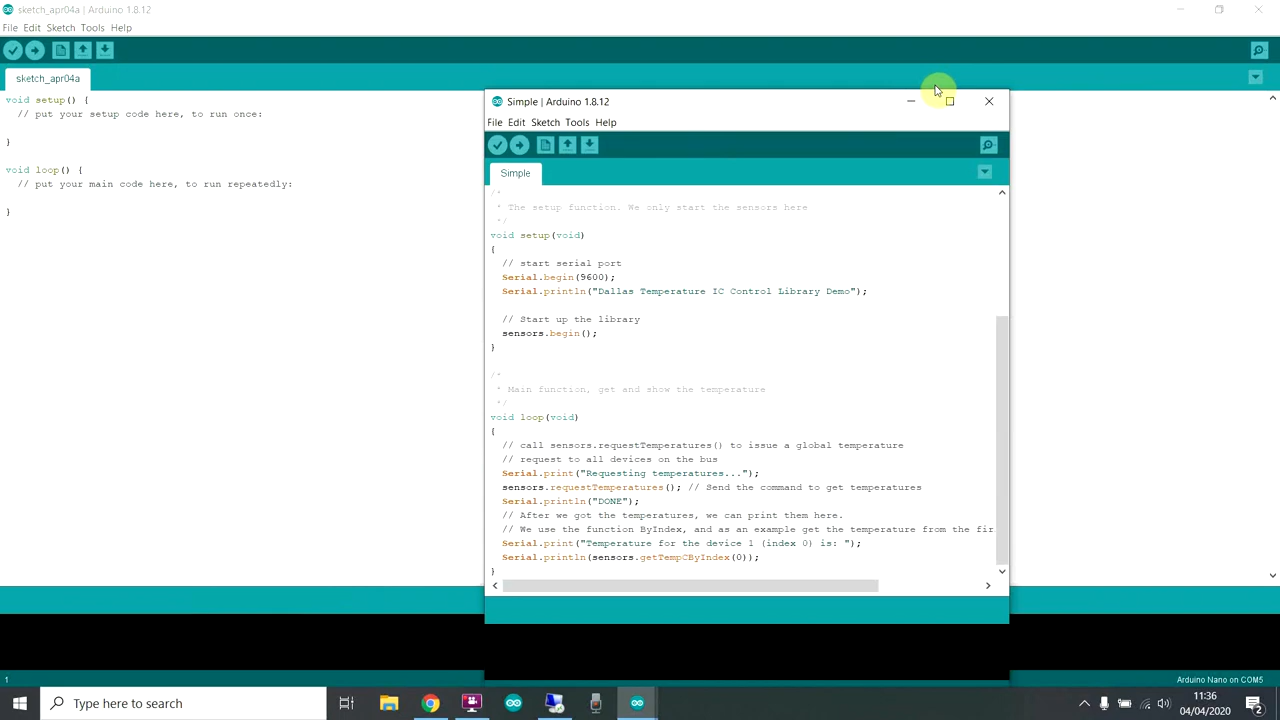 sketch_apr04a | Arduino 1.8.12
File Edit Sketch Tools Help
sketch_apr04a
void setup() {
// put your setup code here, to run once:
}
void loop() {
// put your main code here, to run repeatedly:
}
Simple | Arduino 1.8.12
File Edit Sketch Tools Help
Simple
/*
* The setup function. We only start the sensors here
*/
void setup(void)
{
// start serial port
Serial.begin(9600);
Serial.println("Dallas Temperature IC Control Library Demo");
// Start up the library
sensors.begin();
}
/*
* Main function, get and show the temperature
*/
void loop(void)
{
// call sensors.requestTemperatures() to issue a global temperature
// request to all devices on the bus
Serial.print("Requesting temperatures...");
sensors.requestTemperatures(); // Send the command to get temperatures
Serial.println("DONE");
// After we got the temperatures, we can print them here.
// We use the function ByIndex, and as an example get the temperature from the fir
Serial.print("Temperature for the device 1 (index 0) is: ");
Serial.println(sensors.getTempCByIndex(0));
}
1
Arduino Nano on COM5
Type here to search
11:36
04/04/2020
2